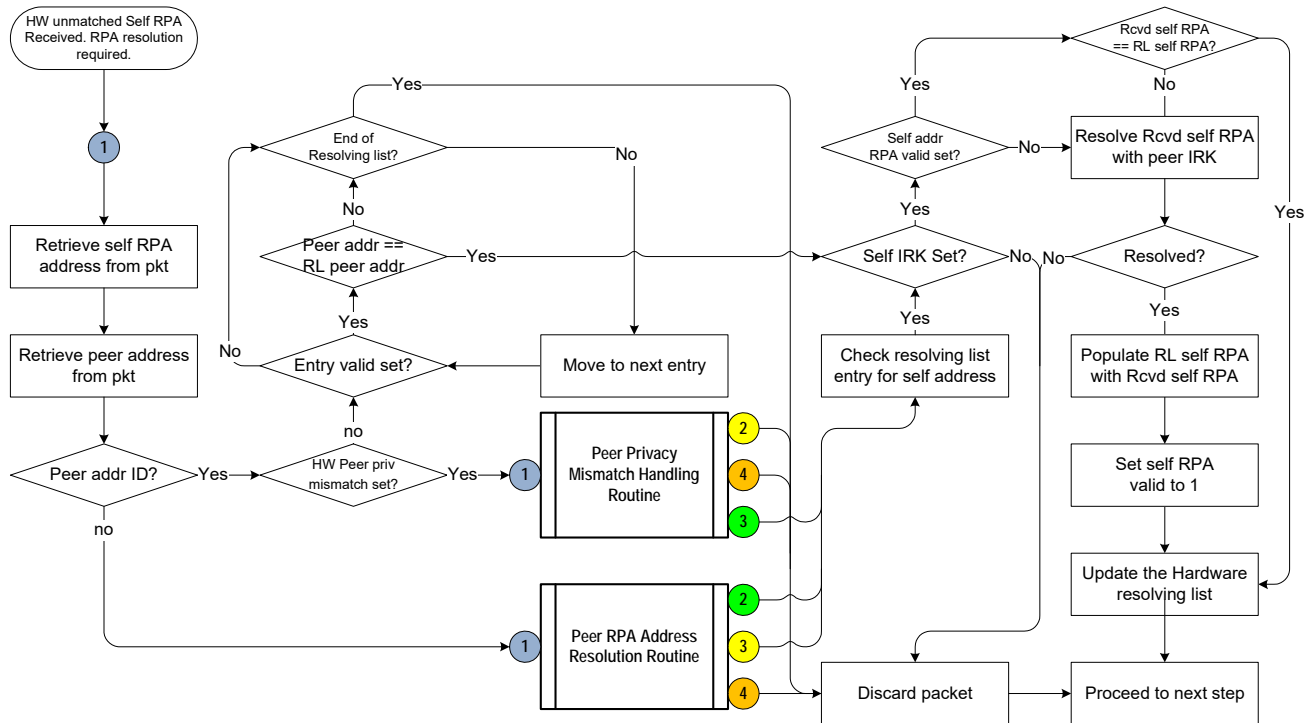 HW unmatched Self RPA
Received. RPA resolution
required.
1
Retrieve self RPA
address from pkt
Retrieve peer address
from pkt
Peer addr ID?
Yes
no
HW Peer priv
mismatch set?
no
Yes
Entry valid set?
No
Yes
Peer addr ==
RL peer addr
No
Yes
End of
Resolving list?
Yes
No
Move to next entry
1
Peer Privacy
Mismatch Handling
Routine
2
4
3
1
Peer RPA Address
Resolution Routine
2
3
4
Check resolving list
entry for self address
Yes
Self IRK Set?
Yes
No
Self addr
RPA valid set?
Yes
No
Rcvd self RPA
== RL self RPA?
No
Yes
Resolve Rcvd self RPA
with peer IRK
Resolved?
No
Yes
Populate RL self RPA
with Rcvd self RPA
Set self RPA
valid to 1
Update the Hardware
resolving list
Discard packet
Proceed to next step